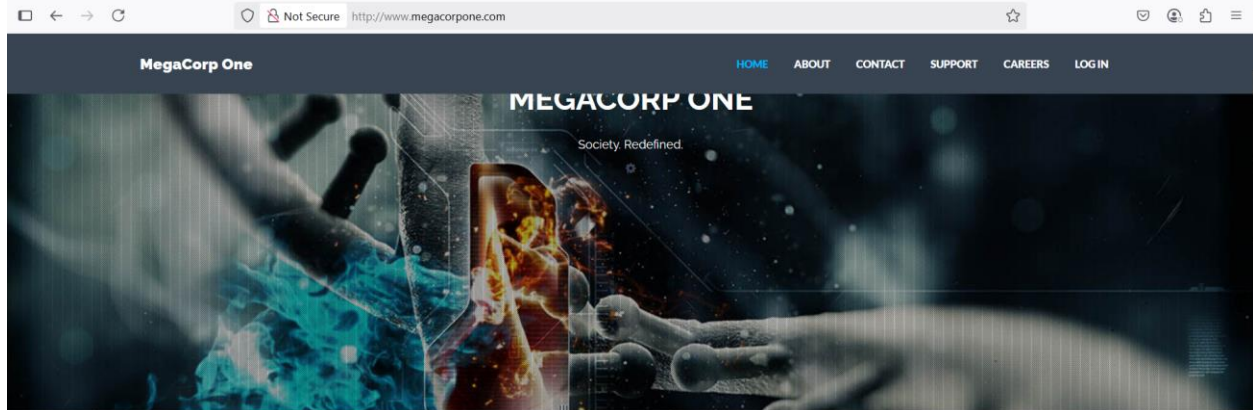 Not Secure http://www.megacorpone.com
MegaCorp One HOME ABOUT CONTACT SUPPORT CAREERS LOG IN
MEGACORP ONE
Society. Redefined.